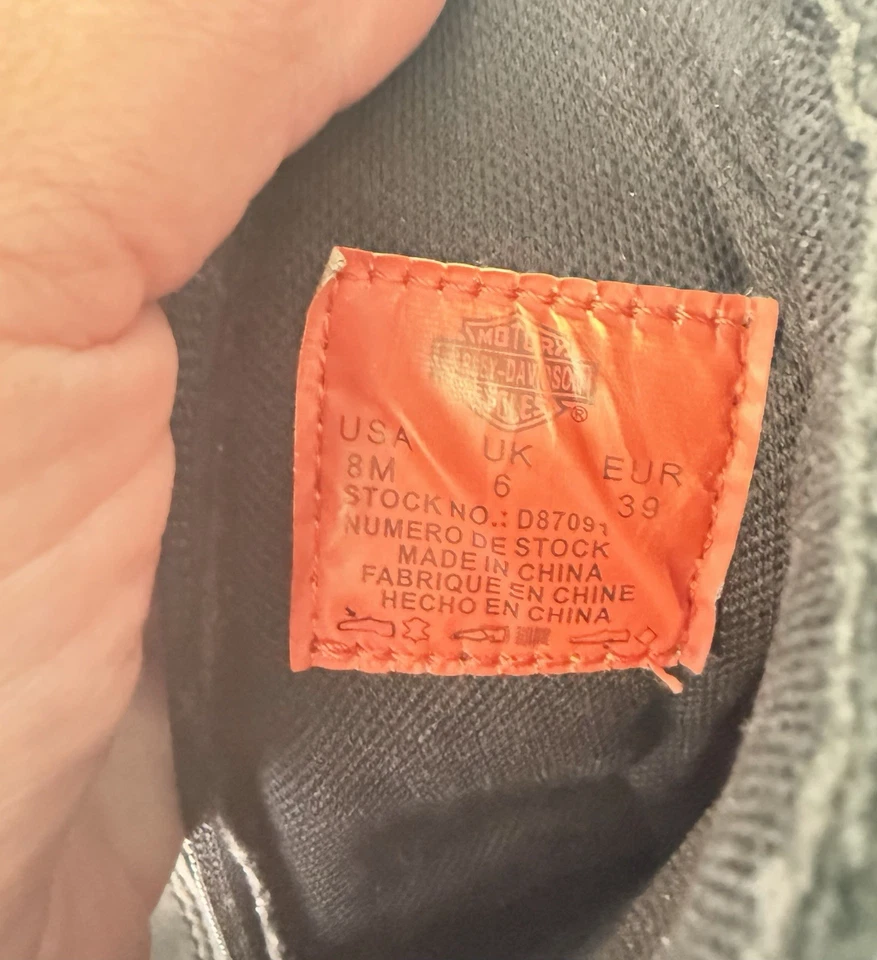 MOTOR
HARLEY-DAVIDSON
®
USA UK EUR
8M 6 39
STOCK NO.: D87091
NUMERO DE STOCK
MADE IN CHINA
FABRIQUE EN CHINE
HECHO EN CHINA